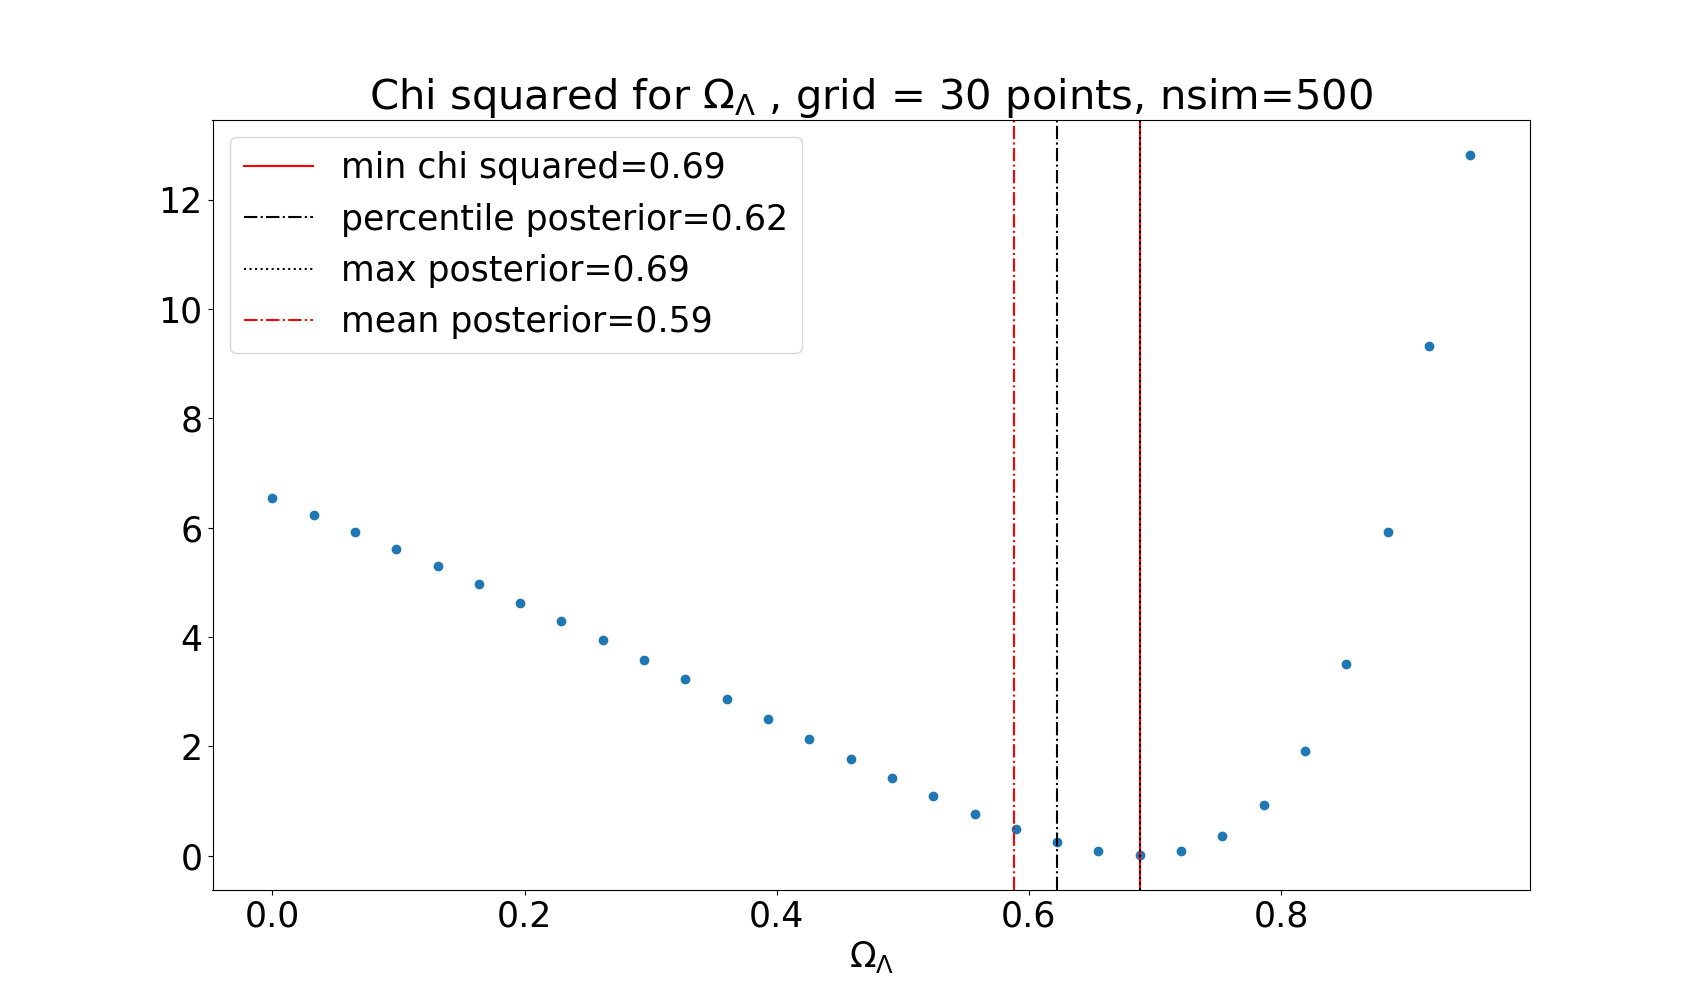 Chi squared for Ω_Λ , grid = 30 points, nsim=500
min chi squared=0.69
percentile posterior=0.62
max posterior=0.69
mean posterior=0.59
12
10
8
6
4
2
0
0.0 0.2 0.4 0.6 0.8
Ω_Λ